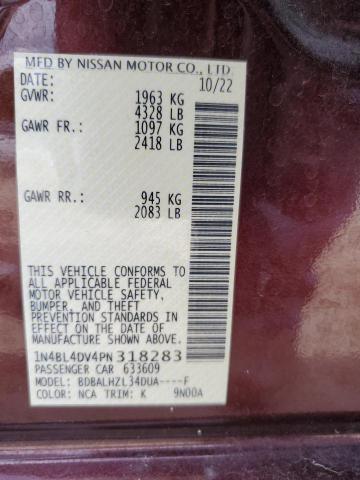 MFD BY NISSAN MOTOR CO., LTD.
DATE: 10/22
GVWR: 1963 KG
4328 LB
GAWR FR.: 1097 KG
2418 LB
GAWR RR.: 945 KG
2083 LB
THIS VEHICLE CONFORMS TO
ALL APPLICABLE FEDERAL
MOTOR VEHICLE SAFETY,
BUMPER, AND THEFT
PREVENTION STANDARDS IN
EFFECT ON THE DATE OF
MANUFACTURE SHOWN ABOVE.
1N4BL4DV4PN318283
PASSENGER CAR 633609
MODEL: BDBALHZL34DUA----F
COLOR: NCA TRIM: K 9N00A